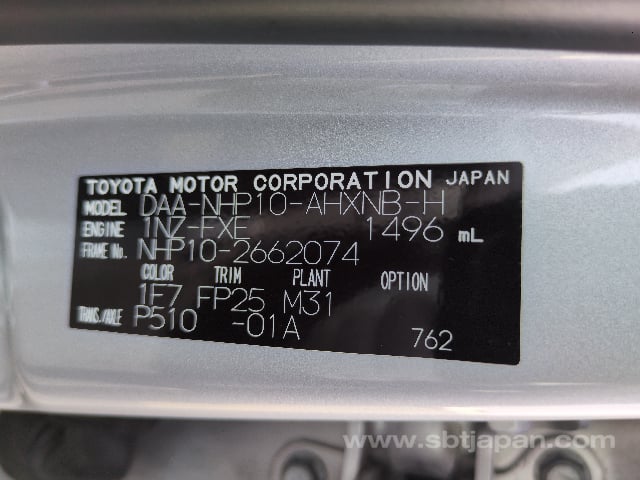 TOYOTA MOTOR CORPORATION JAPAN
MODEL DAA-NHP10-AHXNB-H
ENGINE 1NZ-FXE 1496 mL
FRAME No. NHP10-2662074
COLOR TRIM PLANT OPTION
1F7 FP25 M31
TRANS./AXLE P510 -01A 762
www.sbtjapan.com